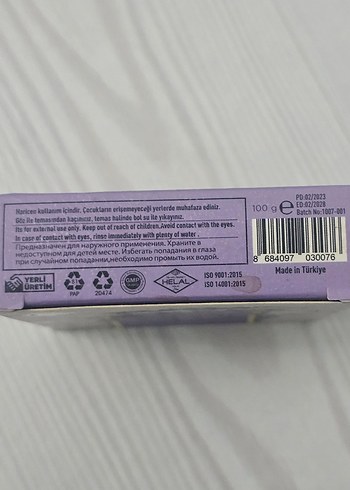 Haricen kullanım içindir. Çocukların erişemeyeceği yerlerde muhafaza ediniz.
Göz ile temasından kaçınınız, temas halinde bol su ile yıkayınız.
Its for external use only. Keep out of reach of children.Avoid contact with the eyes.
In case of contact with eyes, rinse immediately with plenty of water.
Предназначен для наружного применения. Храните в
недоступном для детей месте. Избегать попадания в глаза
при случайном попадании,необходимо промыть их водой.
100 g e
PD:02/2023
ED:02/2028
Batch No:1007-001
8 684097 030076
Made in Türkiye
YERLİ
ÜRETİM
PAP
20474
GMP
HELAL
ISO 9001:2015
ISO 14001:2015